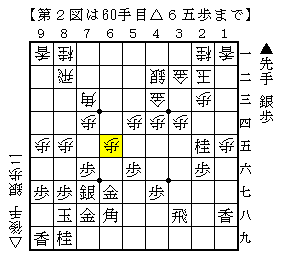 【第２図は60手目△６五歩まで】
９ ８ ７ ６ ５ ４ ３ ２ １
香 桂 桂 香 一
飛 銀 金 玉 二
角 金 歩 三
歩 歩 歩 歩 四
歩 歩 歩 桂 歩 五
歩 歩 歩 六
歩 歩 銀 金 歩 七
玉 金 角 飛 香 八
香 桂 九
▲先手 銀歩
△後手 銀歩二